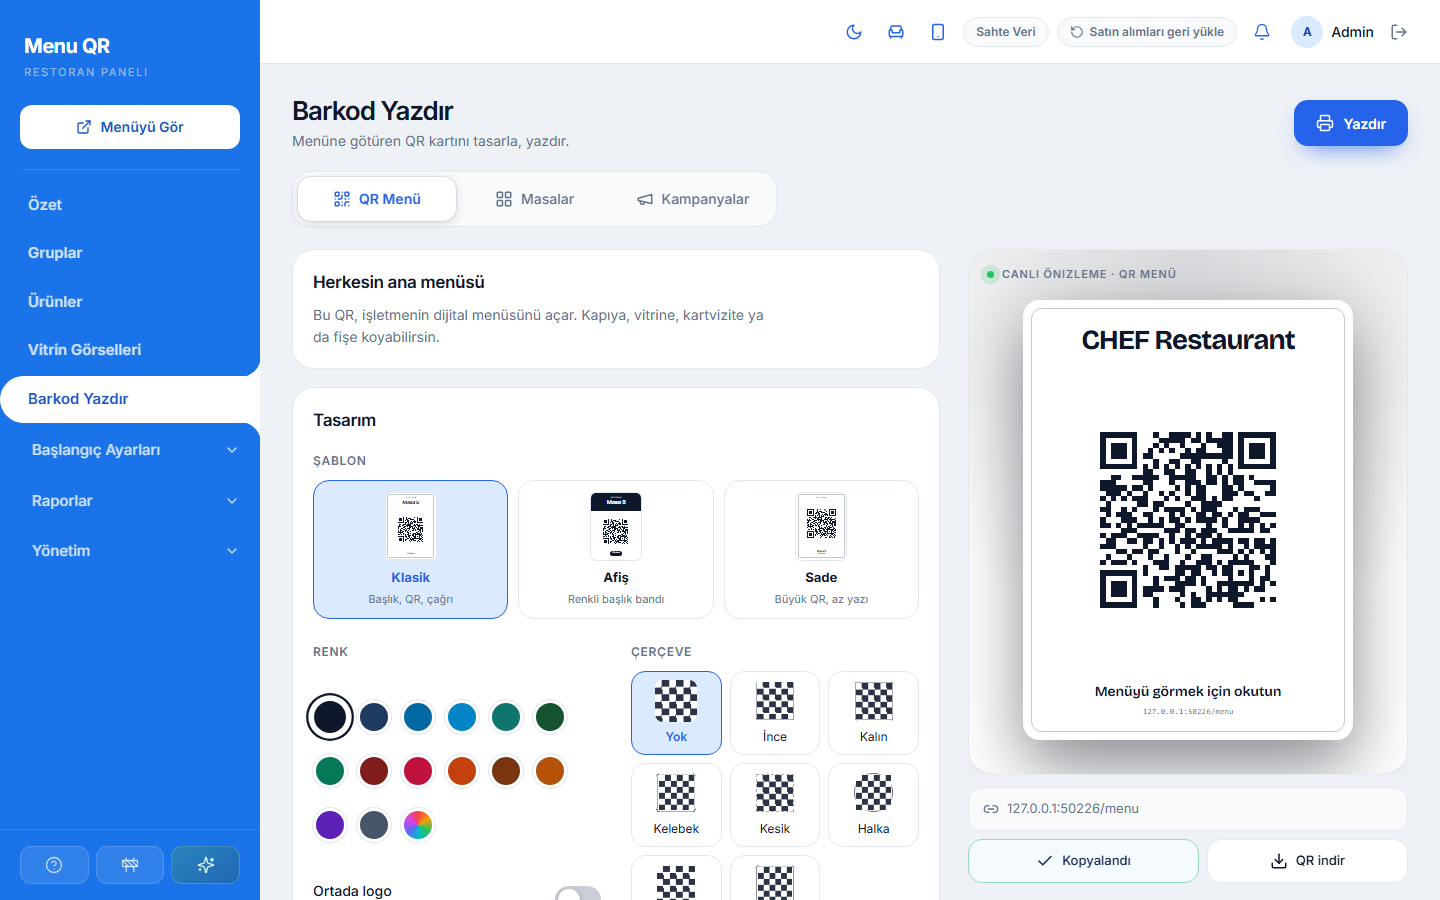 Menu QR
RESTORAN PANELİ
Menüyü Gör
Özet
Gruplar
Ürünler
Vitrin Görselleri
Barkod Yazdır
Başlangıç Ayarları
Raporlar
Yönetim
Sahte Veri
Satın alımları geri yükle
A
Admin
Barkod Yazdır
Menüne götüren QR kartını tasarla, yazdır.
Yazdır
QR Menü
Masalar
Kampanyalar
Herkesin ana menüsü
Bu QR, işletmenin dijital menüsünü açar. Kapıya, vitrine, kartvizite ya
da fişe koyabilirsin.
Tasarım
ŞABLON
Masa 5
Masa 5
Klasik
Başlık, QR, çağrı
Afiş
Renkli başlık bandı
Sade
Büyük QR, az yazı
RENK
ÇERÇEVE
Yok
İnce
Kalın
Kelebek
Kesik
Halka
Ortada logo
CANLI ÖNİZLEME · QR MENÜ
CHEF Restaurant
Menüyü görmek için okutun
127.0.0.1:50226/menu
127.0.0.1:50226/menu
Kopyalandı
QR indir